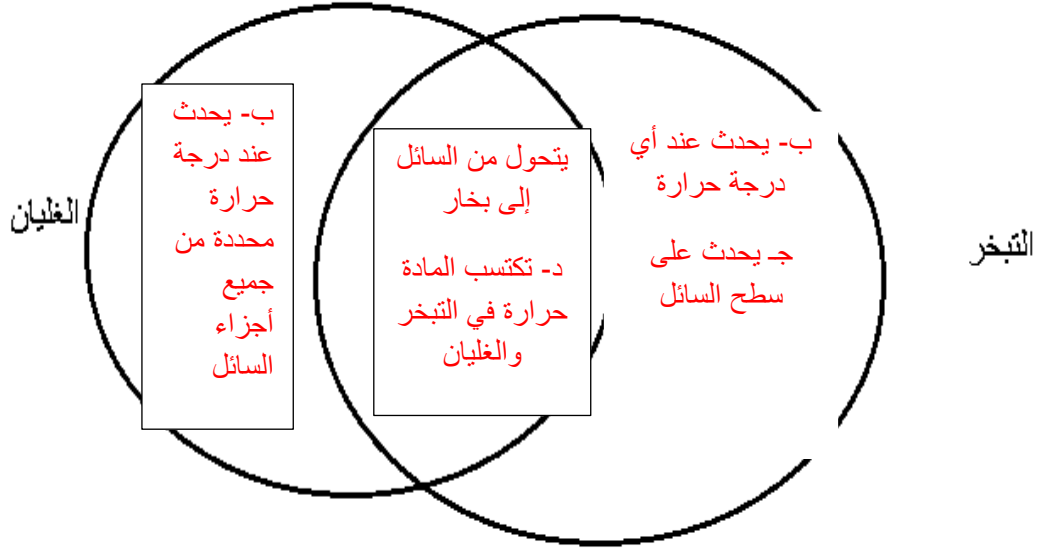 التبخر
ب- يحدث عند أي
درجة حرارة
جـ يحدث على
سطح السائل
يتحول من السائل
إلى بخار
د- تكتسب المادة
حرارة في التبخر
والغليان
ب- يحدث
عند درجة
حرارة
محددة من
جميع
أجزاء
السائل
الغليان